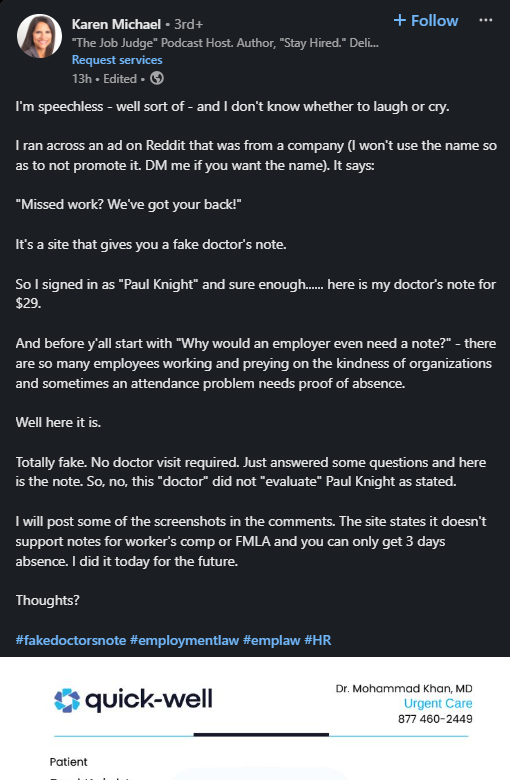 Karen Michael • 3rd+
+ Follow
"The Job Judge" Podcast Host. Author, "Stay Hired." Deli...
Request services
13h • Edited •
I'm speechless - well sort of - and I don't know whether to laugh or cry.
I ran across an ad on Reddit that was from a company (I won't use the name so
as to not promote it. DM me if you want the name). It says:
"Missed work? We've got your back!"
It's a site that gives you a fake doctor's note.
So I signed in as "Paul Knight" and sure enough...... here is my doctor's note for
$29.
And before y'all start with "Why would an employer even need a note?" - there
are so many employees working and preying on the kindness of organizations
and sometimes an attendance problem needs proof of absence.
Well here it is.
Totally fake. No doctor visit required. Just answered some questions and here
is the note. So, no, this "doctor" did not "evaluate" Paul Knight as stated.
I will post some of the screenshots in the comments. The site states it doesn't
support notes for worker's comp or FMLA and you can only get 3 days
absence. I did it today for the future.
Thoughts?
#fakedoctorsnote #employmentlaw #emplaw #HR
quick-well
Dr. Mohammad Khan, MD
Urgent Care
877 460-2449
Patient